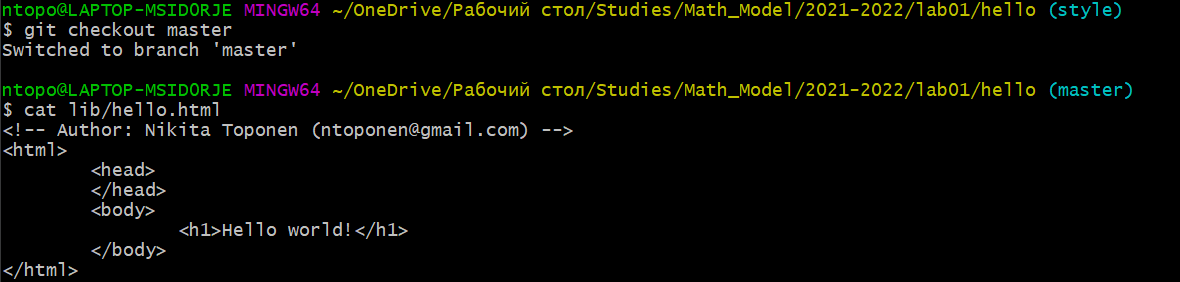 ntopo@LAPTOP-MSIDORJE MINGW64 ~/OneDrive/Рабочий стол/Studies/Math_Model/2021-2022/lab01/hello (style)
$ git checkout master
Switched to branch 'master'
ntopo@LAPTOP-MSIDORJE MINGW64 ~/OneDrive/Рабочий стол/Studies/Math_Model/2021-2022/lab01/hello (master)
$ cat lib/hello.html
<!-- Author: Nikita Toponen (ntoponen@gmail.com) -->
<html>
        <head>
        </head>
        <body>
                <h1>Hello world!</h1>
        </body>
</html>